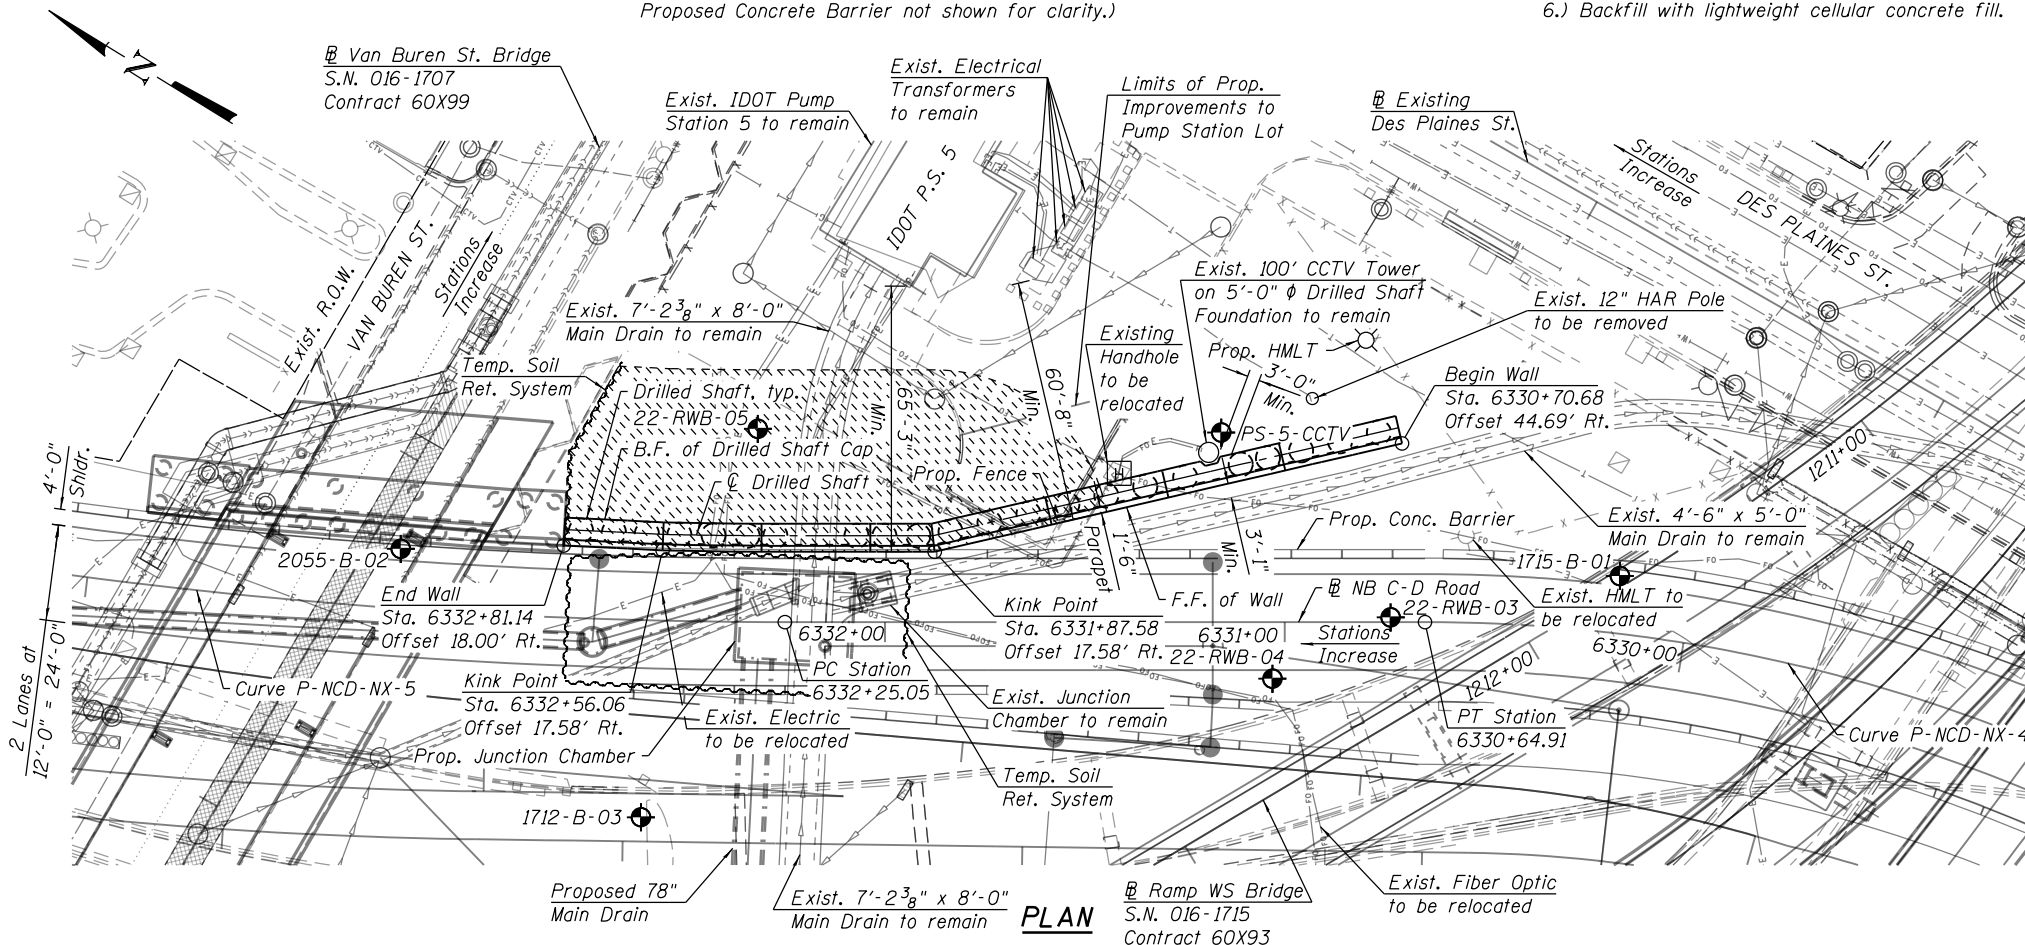 Proposed Concrete Barrier not shown for clarity.)
6.) Backfill with lightweight cellular concrete fill.
N
℄ Van Buren St. Bridge
S.N. 016-1707
Contract 60X99
Exist. IDOT Pump
Station 5 to remain
Exist. Electrical
Transformers
to remain
Limits of Prop.
Improvements to
Pump Station Lot
℄ Existing
Des Plaines St.
Stations
Increase
DES PLAINES ST.
IDOT P.S. 5
Exist. R.O.W.
VAN BUREN ST.
Stations
Increase
Exist. 7'-2⅜" x 8'-0"
Main Drain to remain
Exist. 100' CCTV Tower
on 5'-0" ϕ Drilled Shaft
Foundation to remain
Exist. 12" HAR Pole
to be removed
Existing
Handhole
to be
relocated
Prop. HMLT
3'-0"
Min.
Temp. Soil
Ret. System
Drilled Shaft, typ.
22-RWB-05
B.F. of Drilled Shaft Cap
℄ Drilled Shaft
65'-3"
Min.
60'-8"
Min.
Prop. Fence
PS-5-CCTV
H
Begin Wall
Sta. 6330+70.68
Offset 44.69' Rt.
1211+00
4'-0"
Shldr.
Exist. 4'-6" x 5'-0"
Main Drain to remain
Prop. Conc. Barrier
1715-B-01
2055-B-02
1'-6"
Parapet
3'-1"
Min.
End Wall
Sta. 6332+81.14
Offset 18.00' Rt.
6332+00
Kink Point
Sta. 6331+87.58
Offset 17.58' Rt.
F.F. of Wall
6331+00
22-RWB-04
℄ NB C-D Road
22-RWB-03
Stations
Increase
Exist. HMLT to
be relocated
6330+00
2 Lanes at
12'-0" = 24'-0"
Curve P-NCD-NX-5
Kink Point
Sta. 6332+56.06
Offset 17.58' Rt.
PC Station
6332+25.05
Exist. Junction
Chamber to remain
1212+00
PT Station
6330+64.91
Curve P-NCD-NX-4
Exist. Electric
to be relocated
Prop. Junction Chamber
Temp. Soil
Ret. System
1712-B-03
Proposed 78"
Main Drain
Exist. 7'-2⅜" x 8'-0"
Main Drain to remain
PLAN
℄ Ramp WS Bridge
S.N. 016-1715
Contract 60X93
Exist. Fiber Optic
to be relocated